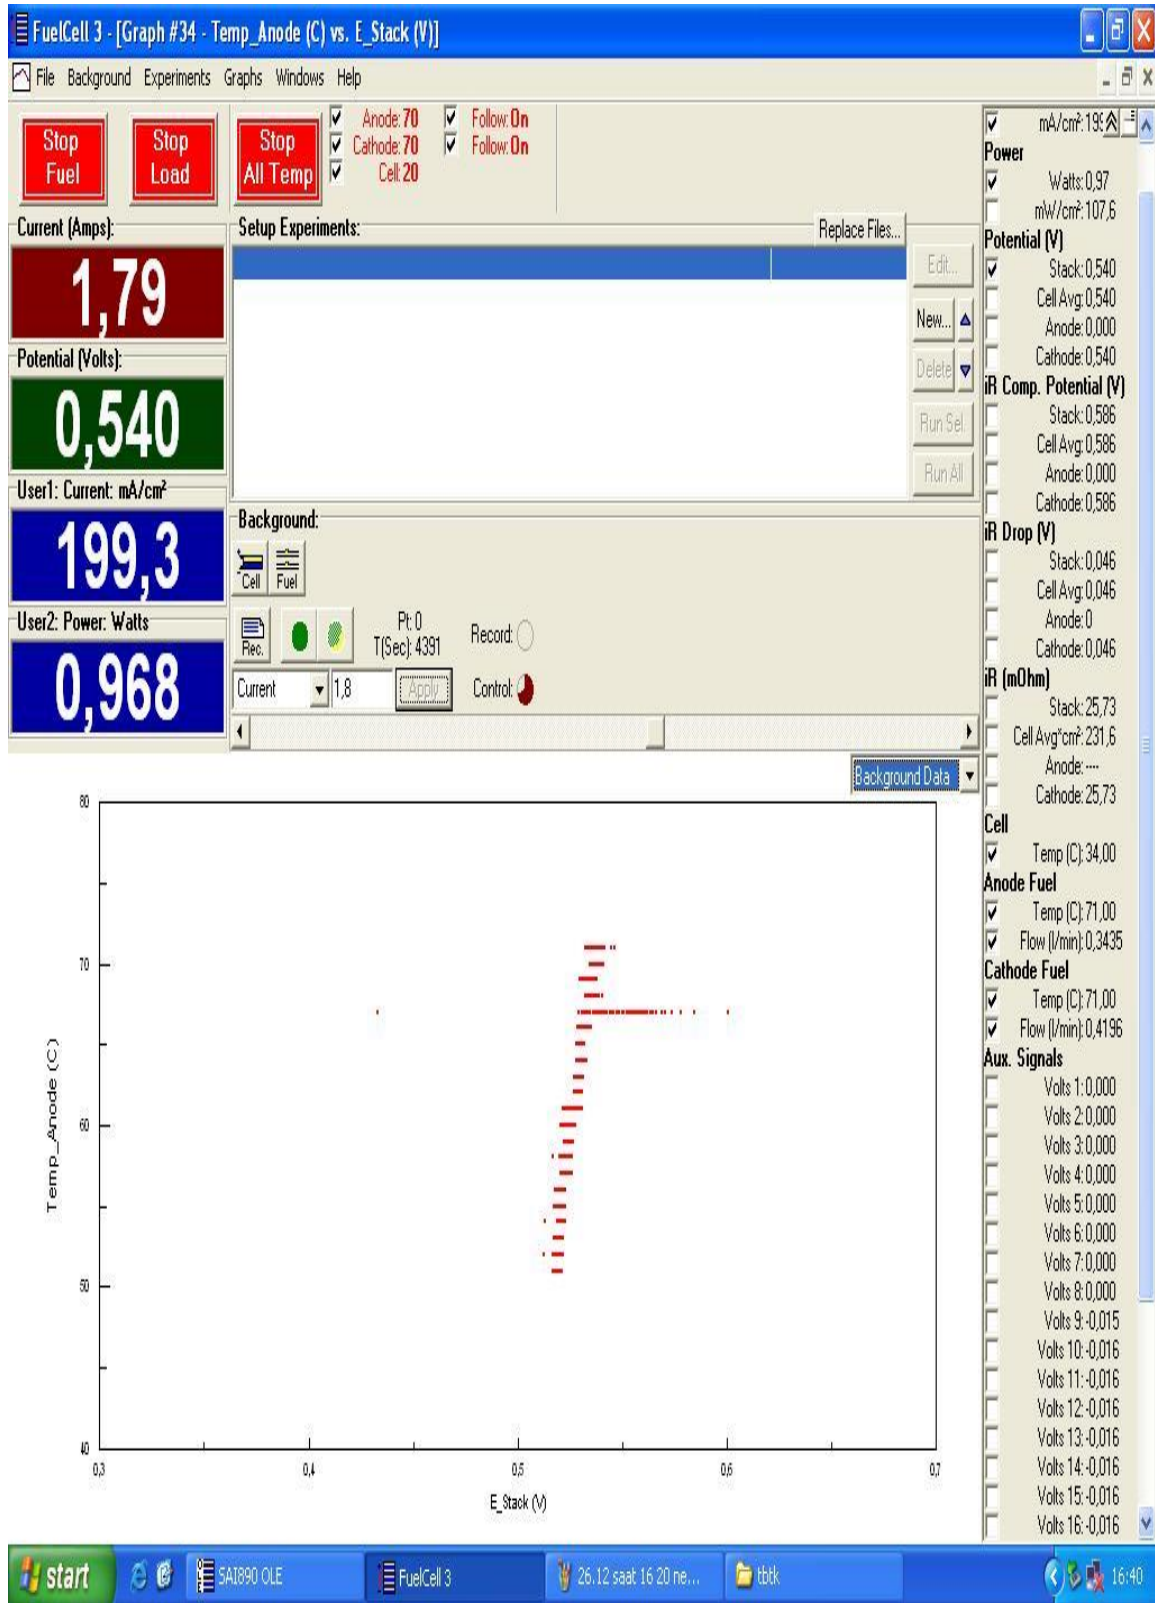 FuelCell 3 - [Graph #34 - Temp_Anode (C) vs. E_Stack (V)]
File Background Experiments Graphs Windows Help
Stop Fuel
Stop Load
Stop All Temp
Anode: 70 Follow: On
Cathode: 70 Follow: On
Cell: 20
Current (Amps):
1,79
Potential (Volts):
0,540
User1: Current: mA/cm²
199,3
User2: Power: Watts
0,968
Setup Experiments:
Replace Files...
Edit...
New...
Delete
Run Sel.
Run All
Background:
Cell Fuel
Rec.
Pt: 0
T(Sec): 4391
Record:
Current 1,8 Apply Control:
Background Data
mA/cm²: 199
Power
Watts: 0,97
mW/cm²: 107,6
Potential (V)
Stack: 0,540
Cell Avg: 0,540
Anode: 0,000
Cathode: 0,540
iR Comp. Potential (V)
Stack: 0,586
Cell Avg: 0,586
Anode: 0,000
Cathode: 0,586
iR Drop (V)
Stack: 0,046
Cell Avg: 0,046
Anode: 0
Cathode: 0,046
iR (mOhm)
Stack: 25,73
Cell Avg*cm²: 231,6
Anode: ----
Cathode: 25,73
Cell
Temp (C): 34,00
Anode Fuel
Temp (C): 71,00
Flow (l/min): 0,3435
Cathode Fuel
Temp (C): 71,00
Flow (l/min): 0,4196
Aux. Signals
Volts 1: 0,000
Volts 2: 0,000
Volts 3: 0,000
Volts 4: 0,000
Volts 5: 0,000
Volts 6: 0,000
Volts 7: 0,000
Volts 8: 0,000
Volts 9: -0,015
Volts 10: -0,016
Volts 11: -0,016
Volts 12: -0,016
Volts 13: -0,016
Volts 14: -0,016
Volts 15: -0,016
Volts 16: -0,016
80
70
60
50
40
Temp_Anode (C)
0,3 0,4 0,5 0,6 0,7
E_Stack (V)
start SAI890 OLE FuelCell 3 26.12 saat 16 20 ne... tbtk 16:40